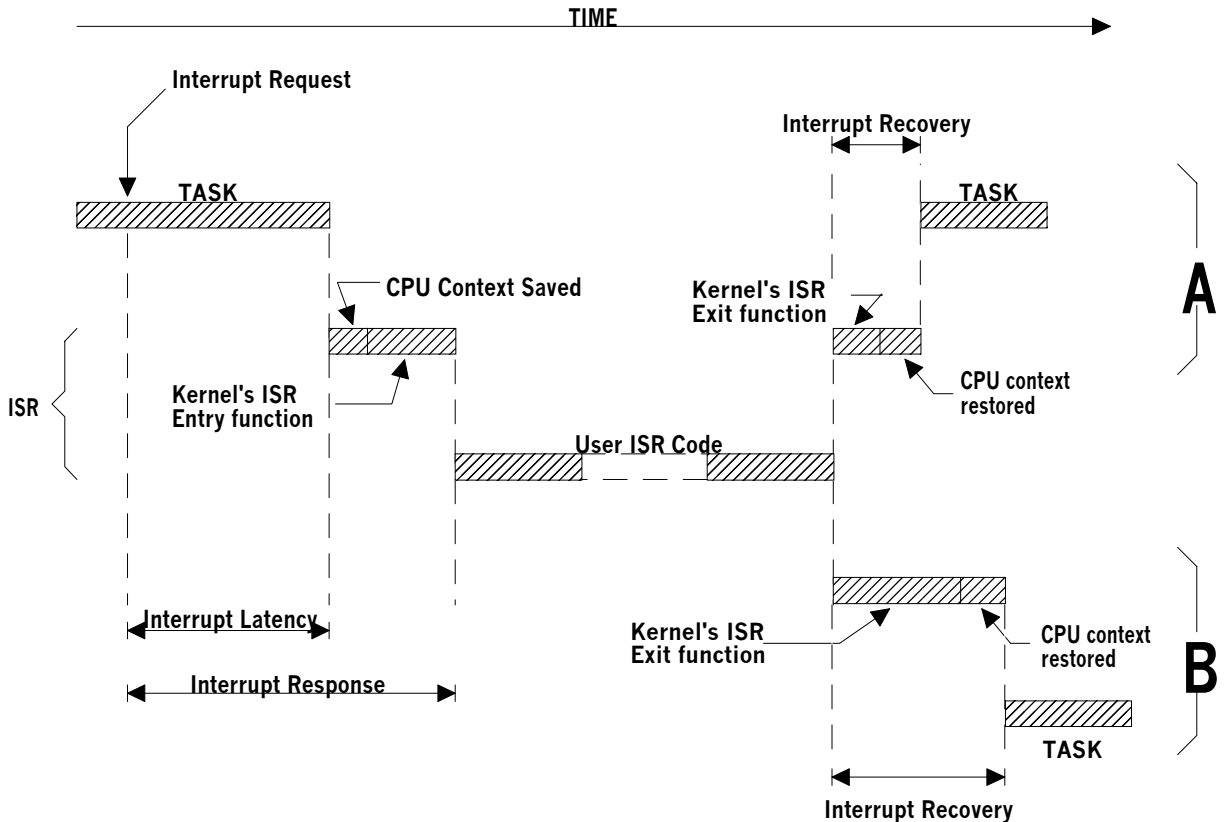 TIME
Interrupt Request
Interrupt Recovery
TASK
TASK
A
CPU Context Saved
Kernel's ISR
Exit function
ISR
Kernel's ISR
Entry function
CPU context
restored
User ISR Code
Interrupt Latency
Kernel's ISR
Exit function
CPU context
restored
B
Interrupt Response
TASK
Interrupt Recovery